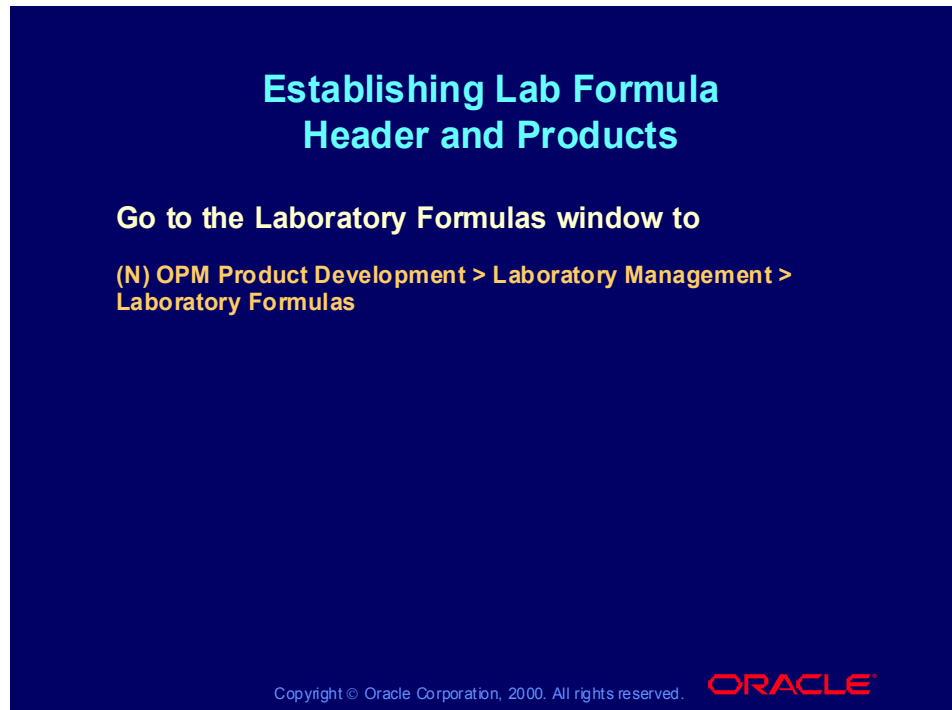 Establishing Lab Formula
Header and Products
Go to the Laboratory Formulas window to
(N) OPM Product Development > Laboratory Management >
Laboratory Formulas
Copyright © Oracle Corporation, 2000. All rights reserved.
ORACLE®